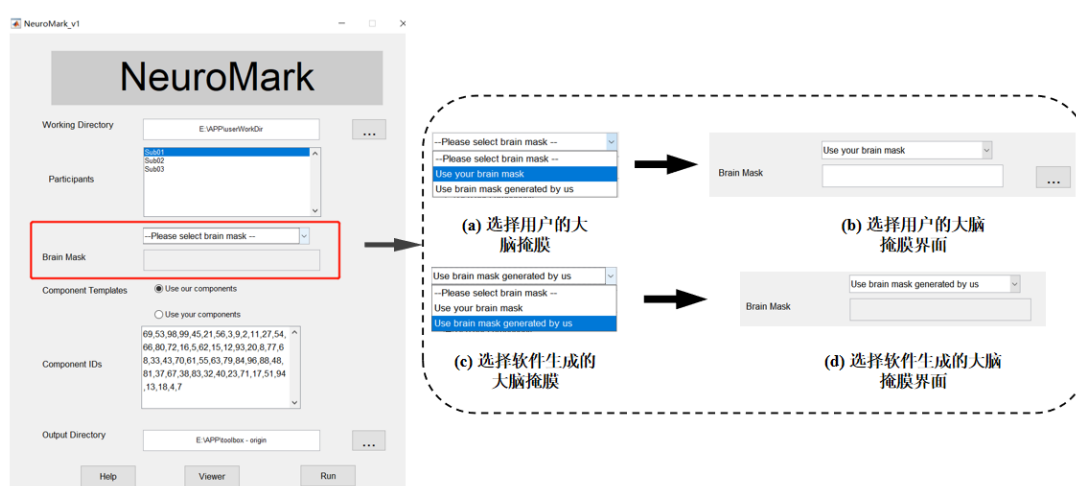 NeuroMark_v1
NeuroMark
Working Directory
E:\APP\userWorkDir
...
Participants
Sub01
Sub02
Sub03
--Please select brain mask --
Brain Mask
Component Templates
Use our components
Use your components
Component IDs
69,53,98,99,45,21,56,3,9,2,11,27,54,
66,80,72,16,5,62,15,12,93,20,8,77,6
8,33,43,70,61,55,63,79,84,96,88,48,
81,37,67,38,83,32,40,23,71,17,51,94
,13,18,4,7
Output Directory
E:\APP\toolbox - origin
...
Help
Viewer
Run
--Please select brain mask --
--Please select brain mask --
Use your brain mask
Use brain mask generated by us
(a) 选择用户的大
脑掩膜
Use your brain mask
Brain Mask
...
(b) 选择用户的大脑
掩膜界面
Use brain mask generated by us
--Please select brain mask --
Use your brain mask
Use brain mask generated by us
(c) 选择软件生成的
大脑掩膜
Use brain mask generated by us
Brain Mask
(d) 选择软件生成的大脑
掩膜界面